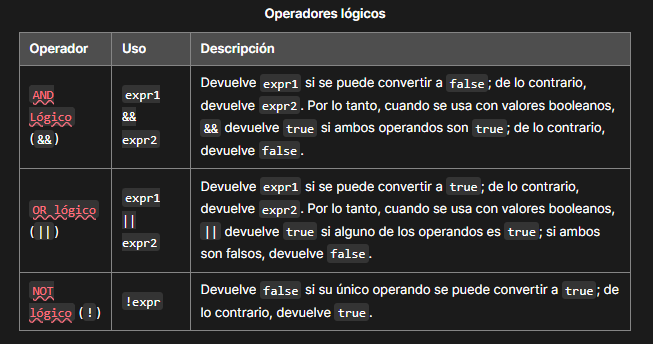 Operadores lógicos
Operador Uso Descripción
AND
Lógico
(&&)
expr1
&&
expr2
Devuelve expr1 si se puede convertir a false; de lo contrario,
devuelve expr2. Por lo tanto, cuando se usa con valores booleanos,
&& devuelve true si ambos operandos son true; de lo contrario,
devuelve false.
OR lógico
(||)
expr1
||
expr2
Devuelve expr1 si se puede convertir a true; de lo contrario,
devuelve expr2. Por lo tanto, cuando se usa con valores booleanos,
|| devuelve true si alguno de los operandos es true; si ambos
son falsos, devuelve false.
NOT
lógico (!)
!expr
Devuelve false si su único operando se puede convertir a true; de
lo contrario, devuelve true.